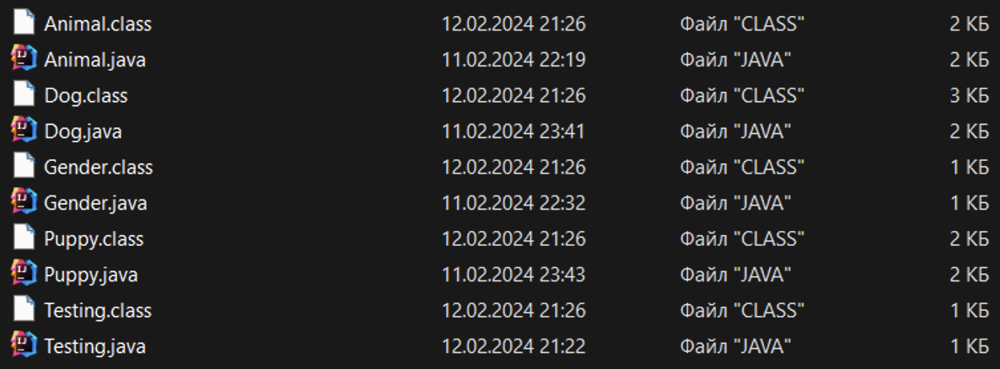 Animal.class 12.02.2024 21:26 Файл "CLASS" 2 КБ
Animal.java 11.02.2024 22:19 Файл "JAVA" 2 КБ
Dog.class 12.02.2024 21:26 Файл "CLASS" 3 КБ
Dog.java 11.02.2024 23:41 Файл "JAVA" 2 КБ
Gender.class 12.02.2024 21:26 Файл "CLASS" 1 КБ
Gender.java 11.02.2024 22:32 Файл "JAVA" 1 КБ
Puppy.class 12.02.2024 21:26 Файл "CLASS" 2 КБ
Puppy.java 11.02.2024 23:43 Файл "JAVA" 2 КБ
Testing.class 12.02.2024 21:26 Файл "CLASS" 1 КБ
Testing.java 12.02.2024 21:22 Файл "JAVA" 1 КБ